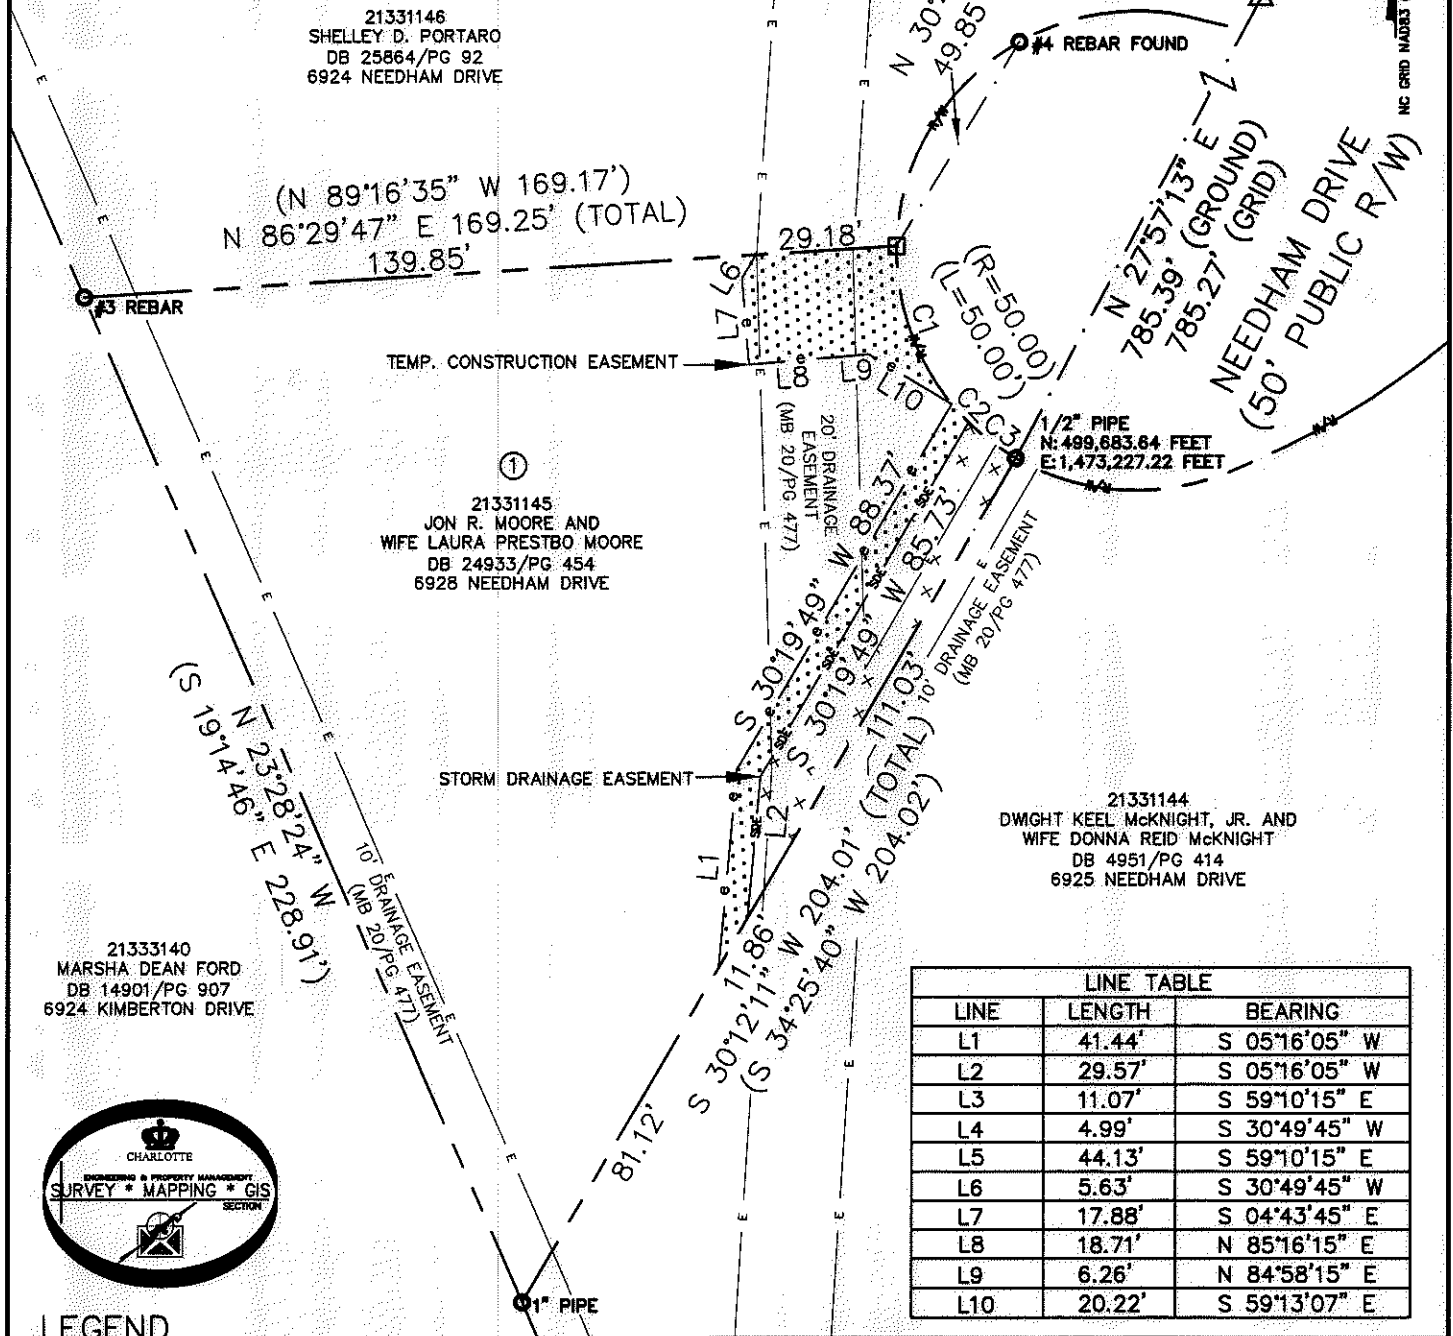 21331146
SHELLEY D. PORTARO
DB 25864/PG 92
6924 NEEDHAM DRIVE
N 30°
49.85
#4 REBAR FOUND
NC GRID NAD83
(N 89°16'35" W 169.17')
N 86°29'47" E 169.25' (TOTAL)
139.85'
29.18'
#3 REBAR
L6
L7
TEMP. CONSTRUCTION EASEMENT
L8
L9
L10
C1
(R=50.00)
(L=50.00')
C2
C3
N 27°57'13" E
785.39' (GROUND)
785.27' (GRID)
NEEDHAM DRIVE
(50' PUBLIC R/W)
1/2" PIPE
N: 499,683.64 FEET
E:1,473,227.22 FEET
20' DRAINAGE
EASEMENT
(MB 20/PG 477)
1
21331145
JON R. MOORE AND
WIFE LAURA PRESTBO MOORE
DB 24933/PG 454
6928 NEEDHAM DRIVE
S 30°19'49" W 88.37'
S 30°19'49" W 85.73'
111.03'
10' DRAINAGE EASEMENT
(MB 20/PG 477)
N 23°28'24" W
(S 19°14'46" E 228.91')
10' DRAINAGE EASEMENT
(MB 20/PG 477)
STORM DRAINAGE EASEMENT
L1
L2
11.86'
S 30°12'11" W 204.01' (TOTAL)
(S 34°25'40" W 204.02')
81.12'
21331144
DWIGHT KEEL McKNIGHT, JR. AND
WIFE DONNA REID McKNIGHT
DB 4951/PG 414
6925 NEEDHAM DRIVE
21333140
MARSHA DEAN FORD
DB 14901/PG 907
6924 KIMBERTON DRIVE
LINE TABLE
LINE LENGTH BEARING
L1 41.44' S 05°16'05" W
L2 29.57' S 05°16'05" W
L3 11.07' S 59°10'15" E
L4 4.99' S 30°49'45" W
L5 44.13' S 59°10'15" E
L6 5.63' S 30°49'45" W
L7 17.88' S 04°43'45" E
L8 18.71' N 85°16'15" E
L9 6.26' N 84°58'15" E
L10 20.22' S 59°13'07" E
CHARLOTTE
ENGINEERING & PROPERTY MANAGEMENT
SURVEY * MAPPING * GIS
SECTION
1" PIPE
LEGEND